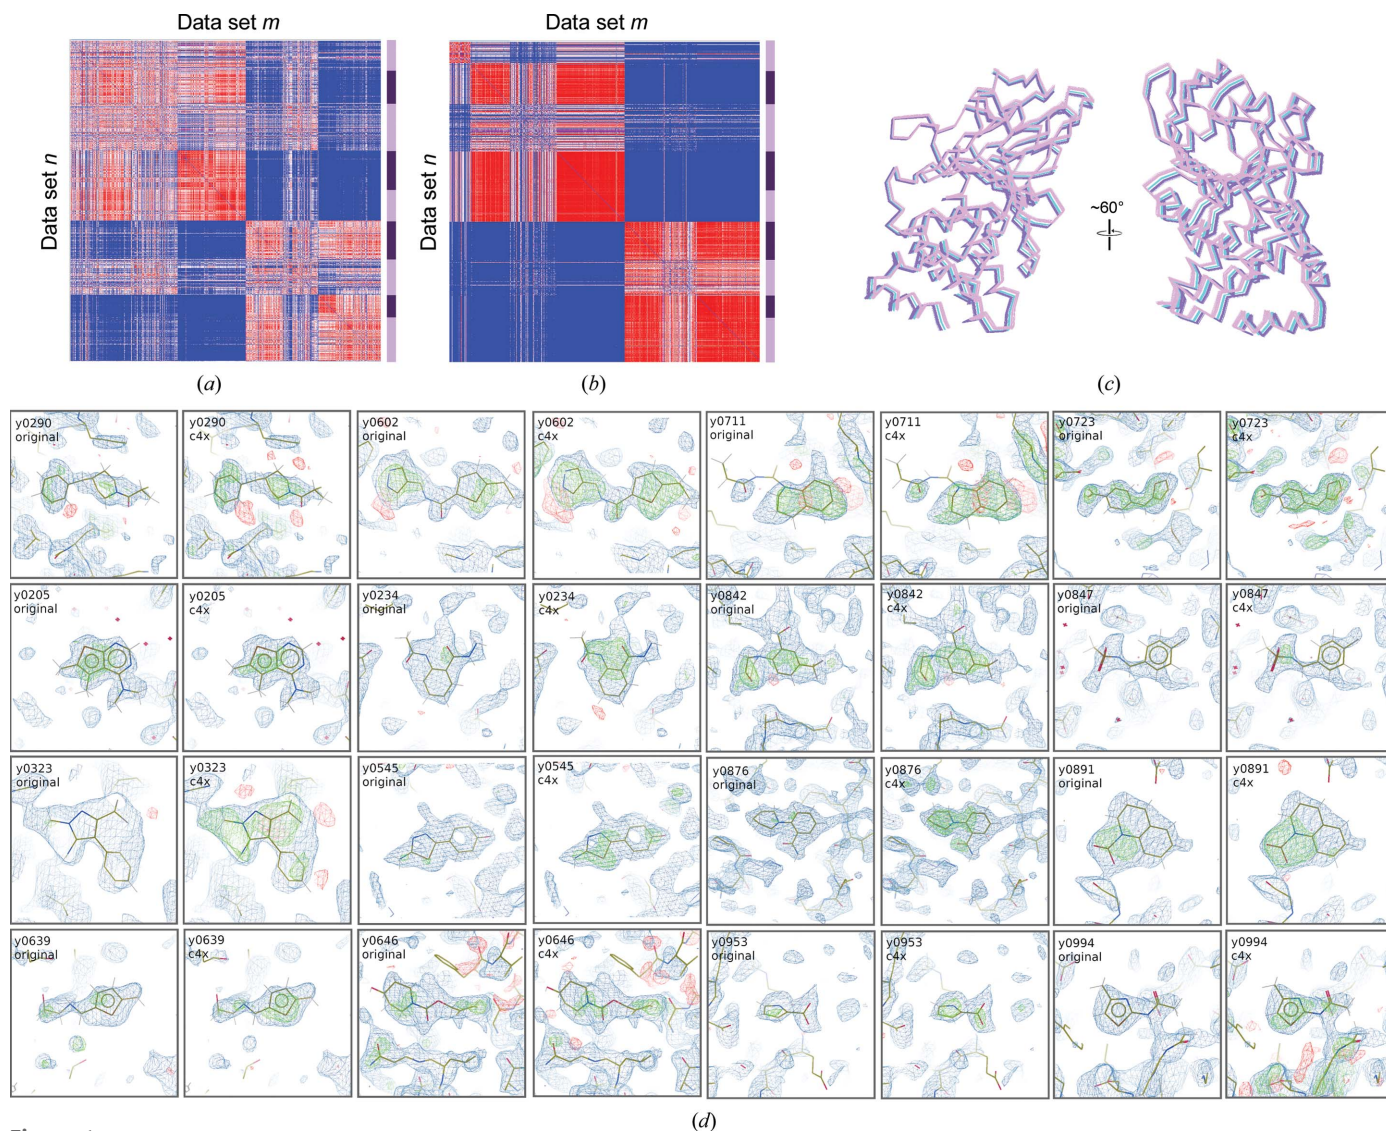 Data set m
Data set m
Data set n
Data set n
~60°
(a)
(b)
(c)
y0290
original
y0290
c4x
y0602
original
y0602
c4x
y0711
original
y0711
c4x
y0723
original
y0723
c4x
y0205
original
y0205
c4x
y0234
original
y0234
c4x
y0842
original
y0842
c4x
y0847
original
y0847
c4x
y0323
original
y0323
c4x
y0545
original
y0545
c4x
y0876
original
y0876
c4x
y0891
original
y0891
c4x
y0639
original
y0639
c4x
y0646
original
y0646
c4x
y0953
original
y0953
c4x
y0994
original
y0994
c4x
(d)